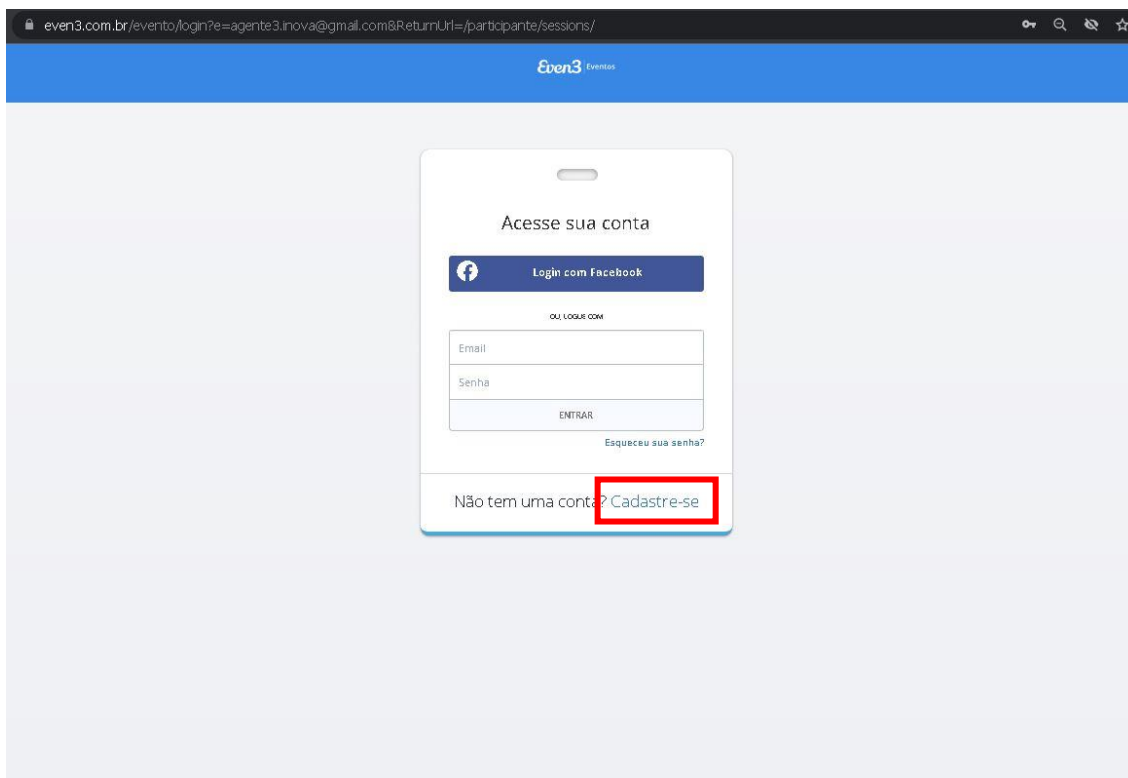 even3.com.br/evento/login?e=agente3.inova@gmail.com&ReturnUrl=/participante/sessions/
Even3 Eventos
Acesse sua conta
Login com Facebook
OU, LOGUE COM
Email
Senha
ENTRAR
Esqueceu sua senha?
Não tem uma conta? Cadastre-se